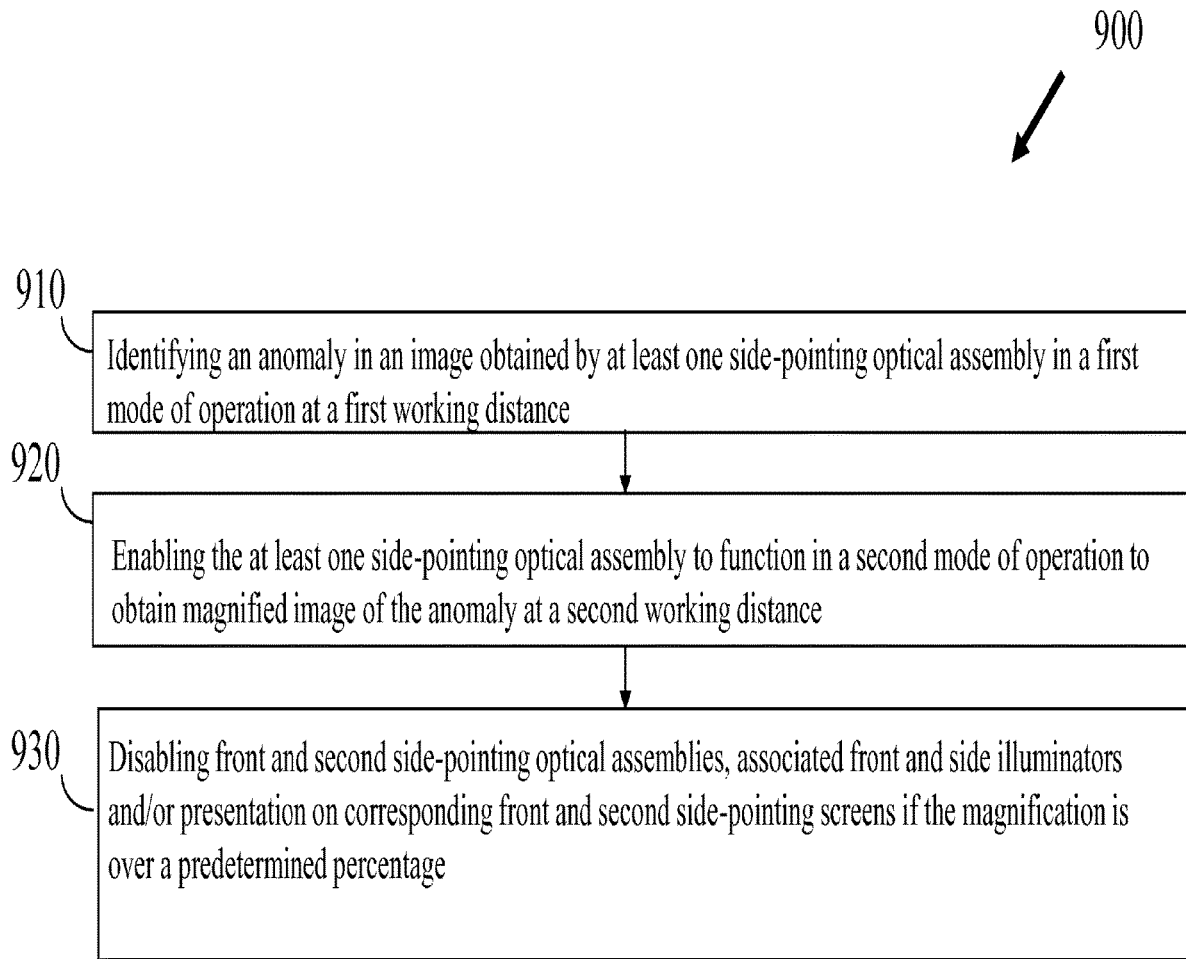 900
910
Identifying an anomaly in an image obtained by at least one side-pointing optical assembly in a first
mode of operation at a first working distance
920
Enabling the at least one side-pointing optical assembly to function in a second mode of operation to
obtain magnified image of the anomaly at a second working distance
930
Disabling front and second side-pointing optical assemblies, associated front and side illuminators
and/or presentation on corresponding front and second side-pointing screens if the magnification is
over a predetermined percentage